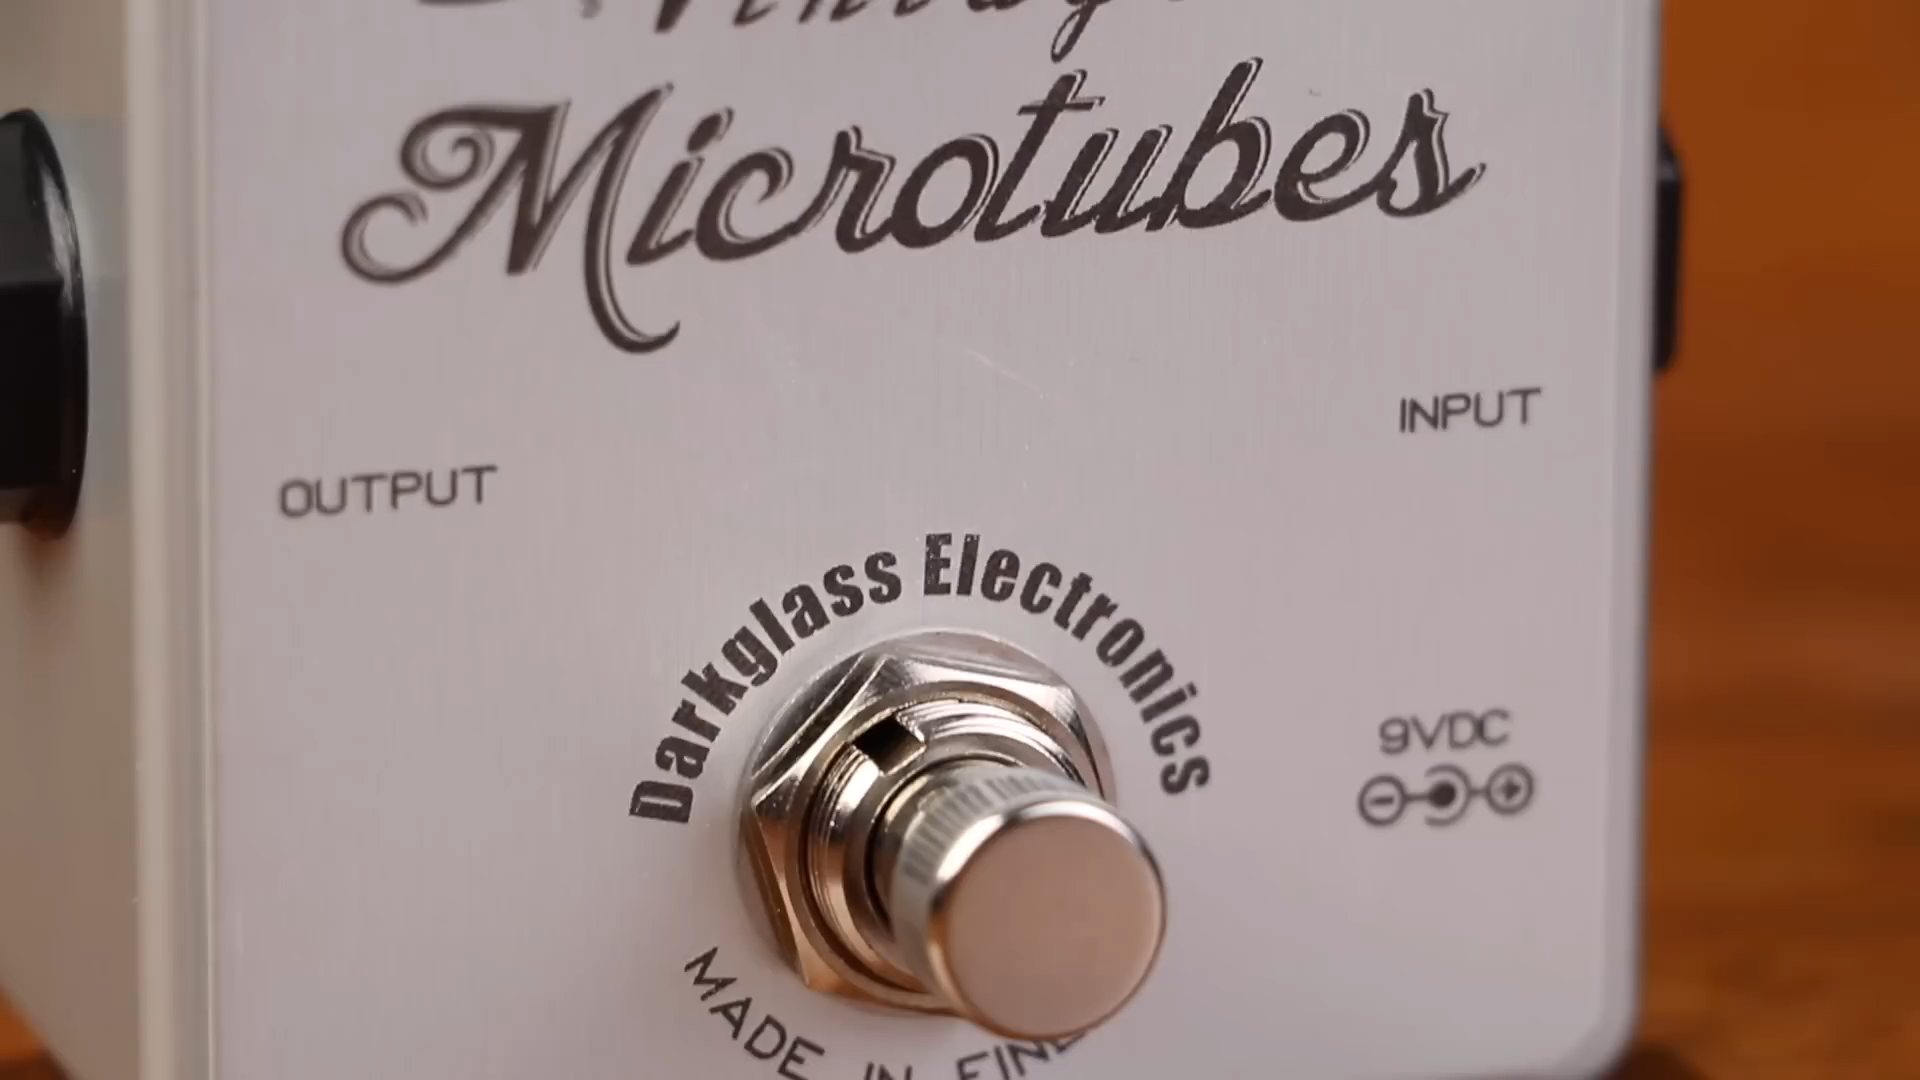 Microtubes
INPUT
OUTPUT
Darkglass Electronics
9VDC
MADE IN